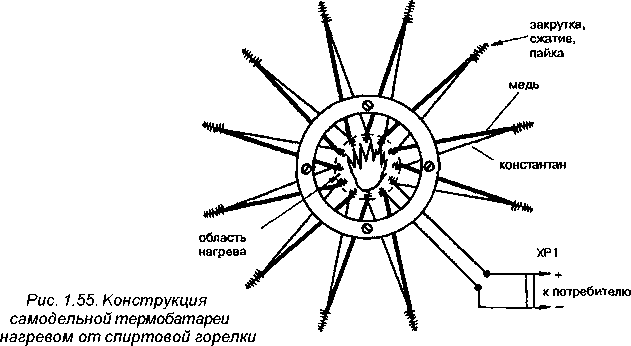 закрутка,
сжатие,
пайка
медь
константан
область
нагрева
XP1
+
к потребителю
−
Рис. 1.55. Конструкция
самодельной термобатареи
нагревом от спиртовой горелки